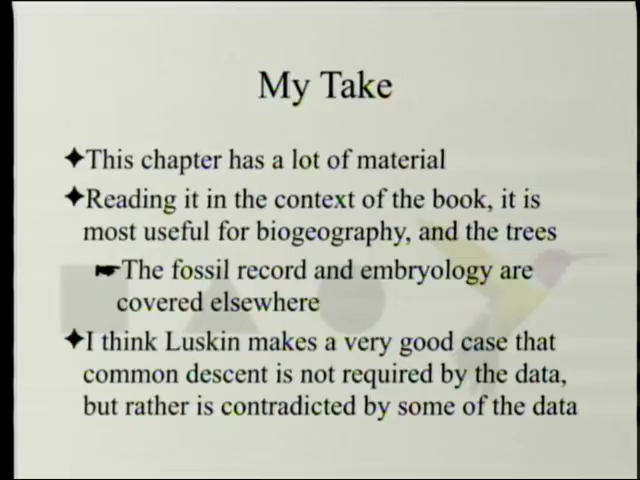 My Take
This chapter has a lot of material
Reading it in the context of the book, it is
most useful for biogeography, and the trees
The fossil record and embryology are
covered elsewhere
I think Luskin makes a very good case that
common descent is not required by the data,
but rather is contradicted by some of the data